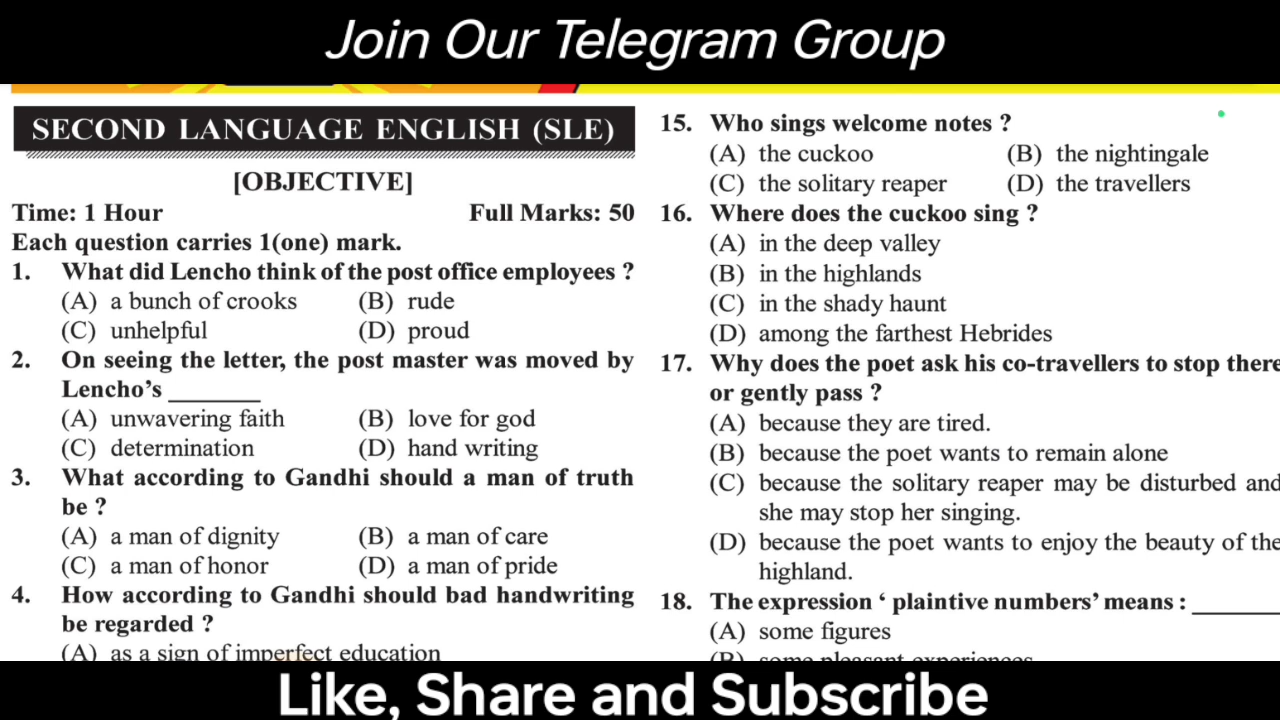 Join Our Telegram Group
SECOND LANGUAGE ENGLISH (SLE)
[OBJECTIVE]
Time: 1 Hour Full Marks: 50
Each question carries 1(one) mark.
1. What did Lencho think of the post office employees ?
(A) a bunch of crooks (B) rude
(C) unhelpful (D) proud
2. On seeing the letter, the post master was moved by
Lencho's ________
(A) unwavering faith (B) love for god
(C) determination (D) hand writing
3. What according to Gandhi should a man of truth
be ?
(A) a man of dignity (B) a man of care
(C) a man of honor (D) a man of pride
4. How according to Gandhi should bad handwriting
be regarded ?
(A) as a sign of imperfect education
15. Who sings welcome notes ?
(A) the cuckoo (B) the nightingale
(C) the solitary reaper (D) the travellers
16. Where does the cuckoo sing ?
(A) in the deep valley
(B) in the highlands
(C) in the shady haunt
(D) among the farthest Hebrides
17. Why does the poet ask his co-travellers to stop there
or gently pass ?
(A) because they are tired.
(B) because the poet wants to remain alone
(C) because the solitary reaper may be disturbed and
she may stop her singing.
(D) because the poet wants to enjoy the beauty of the
highland.
18. The expression ' plaintive numbers' means : ________
(A) some figures
(B) some pleasant experiences
Like, Share and Subscribe